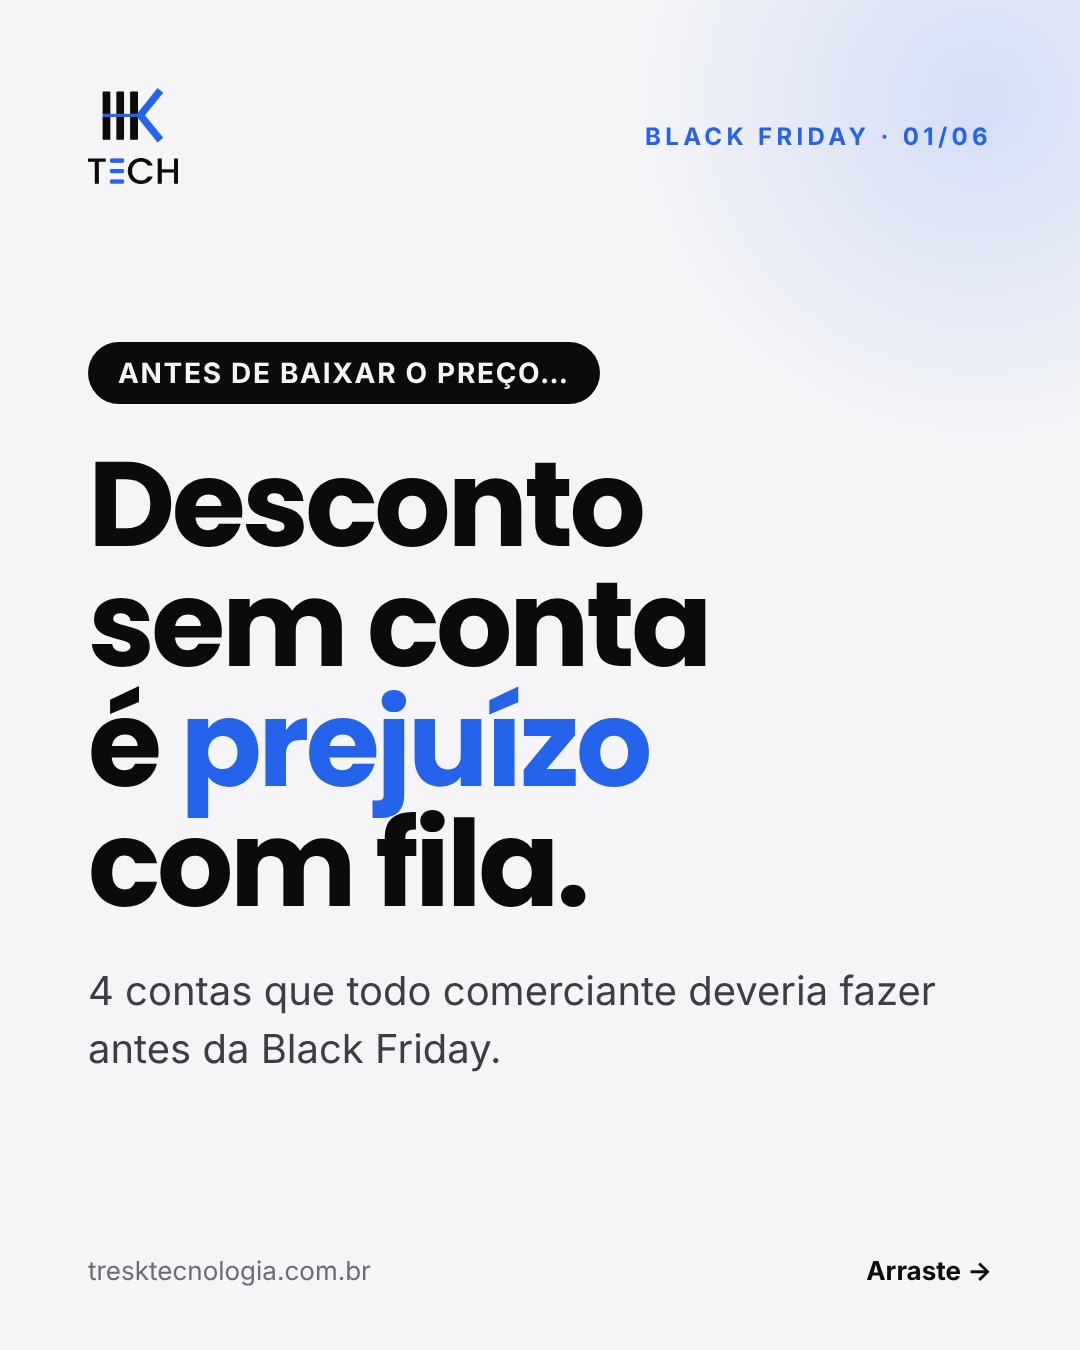 TECH
BLACK FRIDAY · 01/06
ANTES DE BAIXAR O PREÇO...
Desconto
sem conta
é prejuízo
com fila.
4 contas que todo comerciante deveria fazer
antes da Black Friday.
tresktecnologia.com.br
Arraste →